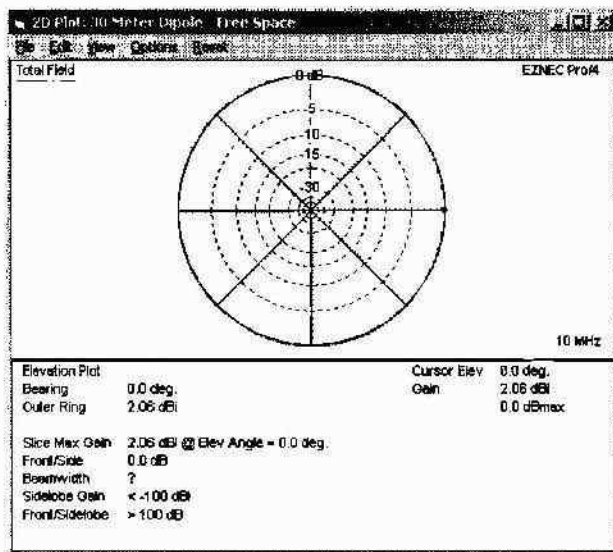 2D Plot: 30 Meter Dipole - Free Space
File Edit View Options Reset
Total Field
EZNEC Pro/4
0 dB
-5
-10
-15
-30
10 MHz
Elevation Plot
Cursor Elev 0.0 deg.
Bearing 0.0 deg.
Gain 2.06 dBi
Outer Ring 2.06 dBi
0.0 dBmax
Slice Max Gain 2.06 dBi @ Elev Angle = 0.0 deg.
Front/Side 0.0 dB
Beamwidth ?
Sidelobe Gain < -100 dBi
Front/Sidelobe > 100 dB